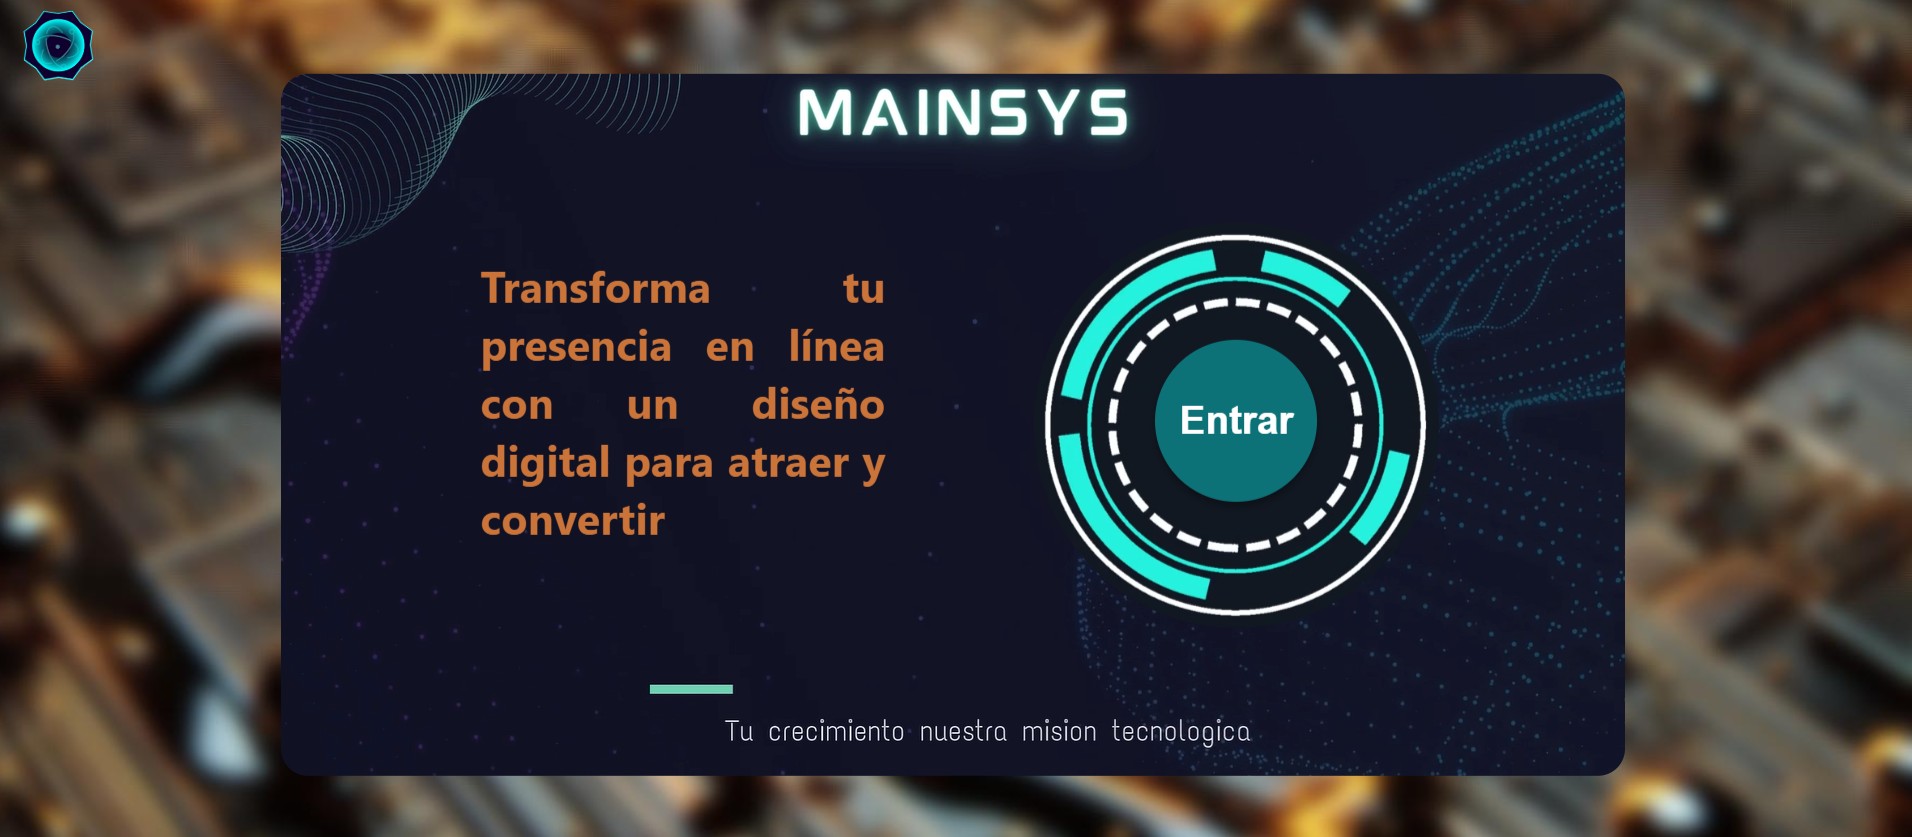 MAINSYS
Transforma tu
presencia en línea
con un diseño
digital para atraer y
convertir
Entrar
Tu crecimiento nuestra mision tecnologica